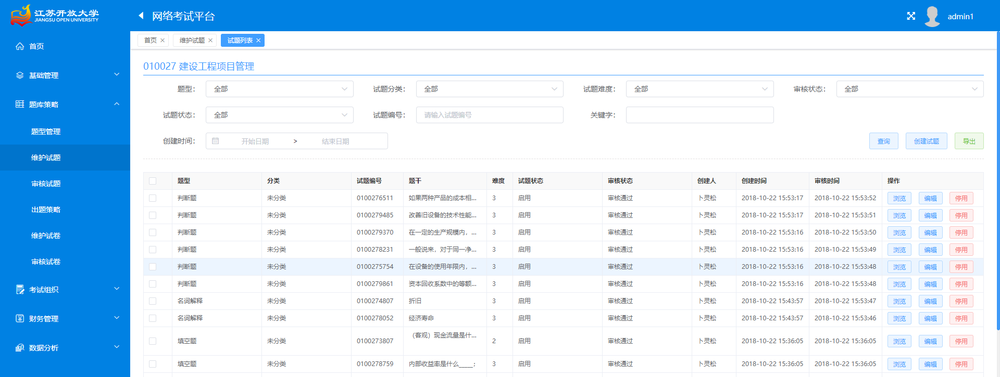 江苏开放大学
JIANGSU OPEN UNIVERSITY
网络考试平台
admin1
首页
基础管理
题库策略
题型管理
维护试题
审核试题
出题策略
维护试卷
审核试卷
考试组织
财务管理
数据分析
首页 维护试题 试题列表
010027 建设工程项目管理
题型： 全部 试题分类： 全部 试题难度： 全部 审核状态： 全部
试题状态： 全部 试题编号： 请输入试题编号 关键字：
创建时间： 开始日期 > 结束日期 查询 创建试题 导出
题型 分类 试题编号 题干 难度 试题状态 审核状态 创建人 创建时间 审核时间 操作
判断题 未分类 0100276511 如果两种产品的成本相... 3 启用 审核通过 卜灵松 2018-10-22 15:53:17 2018-10-22 15:53:52 浏览 编辑 停用
判断题 未分类 0100279485 改善旧设备的技术性能... 3 启用 审核通过 卜灵松 2018-10-22 15:53:17 2018-10-22 15:53:51 浏览 编辑 停用
判断题 未分类 0100279370 在一定的生产规模内，... 3 启用 审核通过 卜灵松 2018-10-22 15:53:16 2018-10-22 15:53:50 浏览 编辑 停用
判断题 未分类 0100278231 一般说来，对于同一净... 3 启用 审核通过 卜灵松 2018-10-22 15:53:16 2018-10-22 15:53:49 浏览 编辑 停用
判断题 未分类 0100275754 在设备的使用年限内，... 3 启用 审核通过 卜灵松 2018-10-22 15:53:16 2018-10-22 15:53:48 浏览 编辑 停用
判断题 未分类 0100279861 资本回收系数中的等额... 3 启用 审核通过 卜灵松 2018-10-22 15:53:16 2018-10-22 15:53:48 浏览 编辑 停用
名词解释 未分类 0100274807 折旧 3 启用 审核通过 卜灵松 2018-10-22 15:43:57 2018-10-22 15:53:47 浏览 编辑 停用
名词解释 未分类 0100278052 经济寿命 3 启用 审核通过 卜灵松 2018-10-22 15:43:57 2018-10-22 15:53:46 浏览 编辑 停用
填空题 未分类 0100273807 （客观）现金流量是什... 2 启用 审核通过 卜灵松 2018-10-22 15:36:05 2018-10-22 15:36:05 浏览 编辑 停用
填空题 未分类 0100278759 内部收益率是什么____； 3 启用 审核通过 卜灵松 2018-10-22 15:36:05 2018-10-22 15:36:05 浏览 编辑 停用